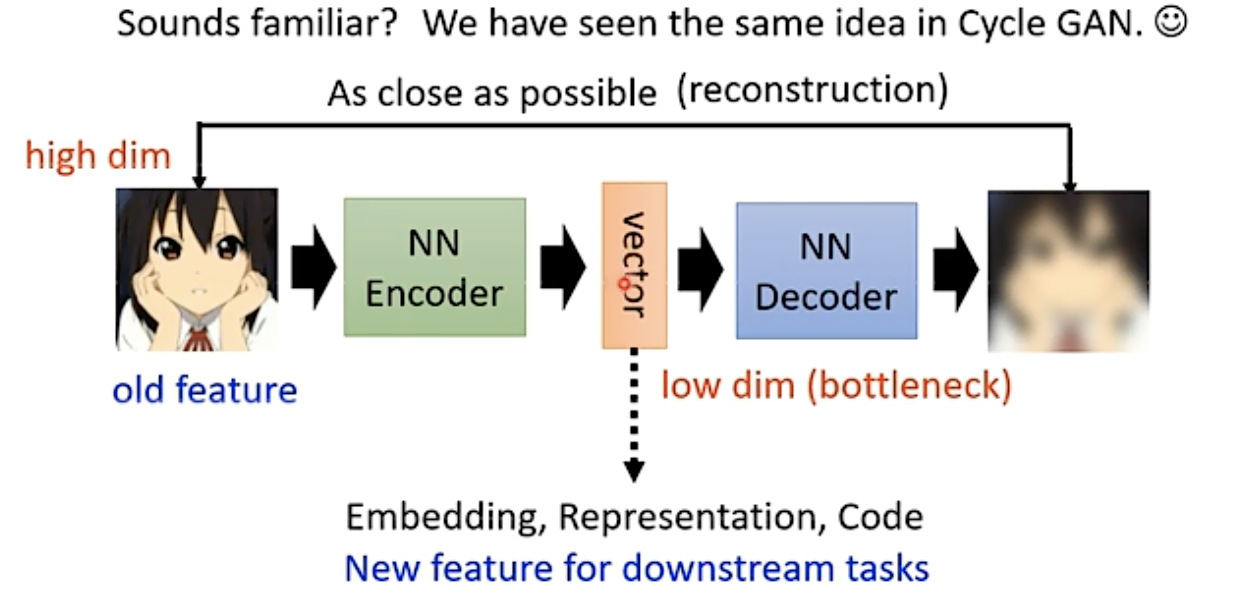 Sounds familiar? We have seen the same idea in Cycle GAN. ☺
As close as possible (reconstruction)
high dim
NN
Encoder
vector
NN
Decoder
old feature
low dim (bottleneck)
Embedding, Representation, Code
New feature for downstream tasks